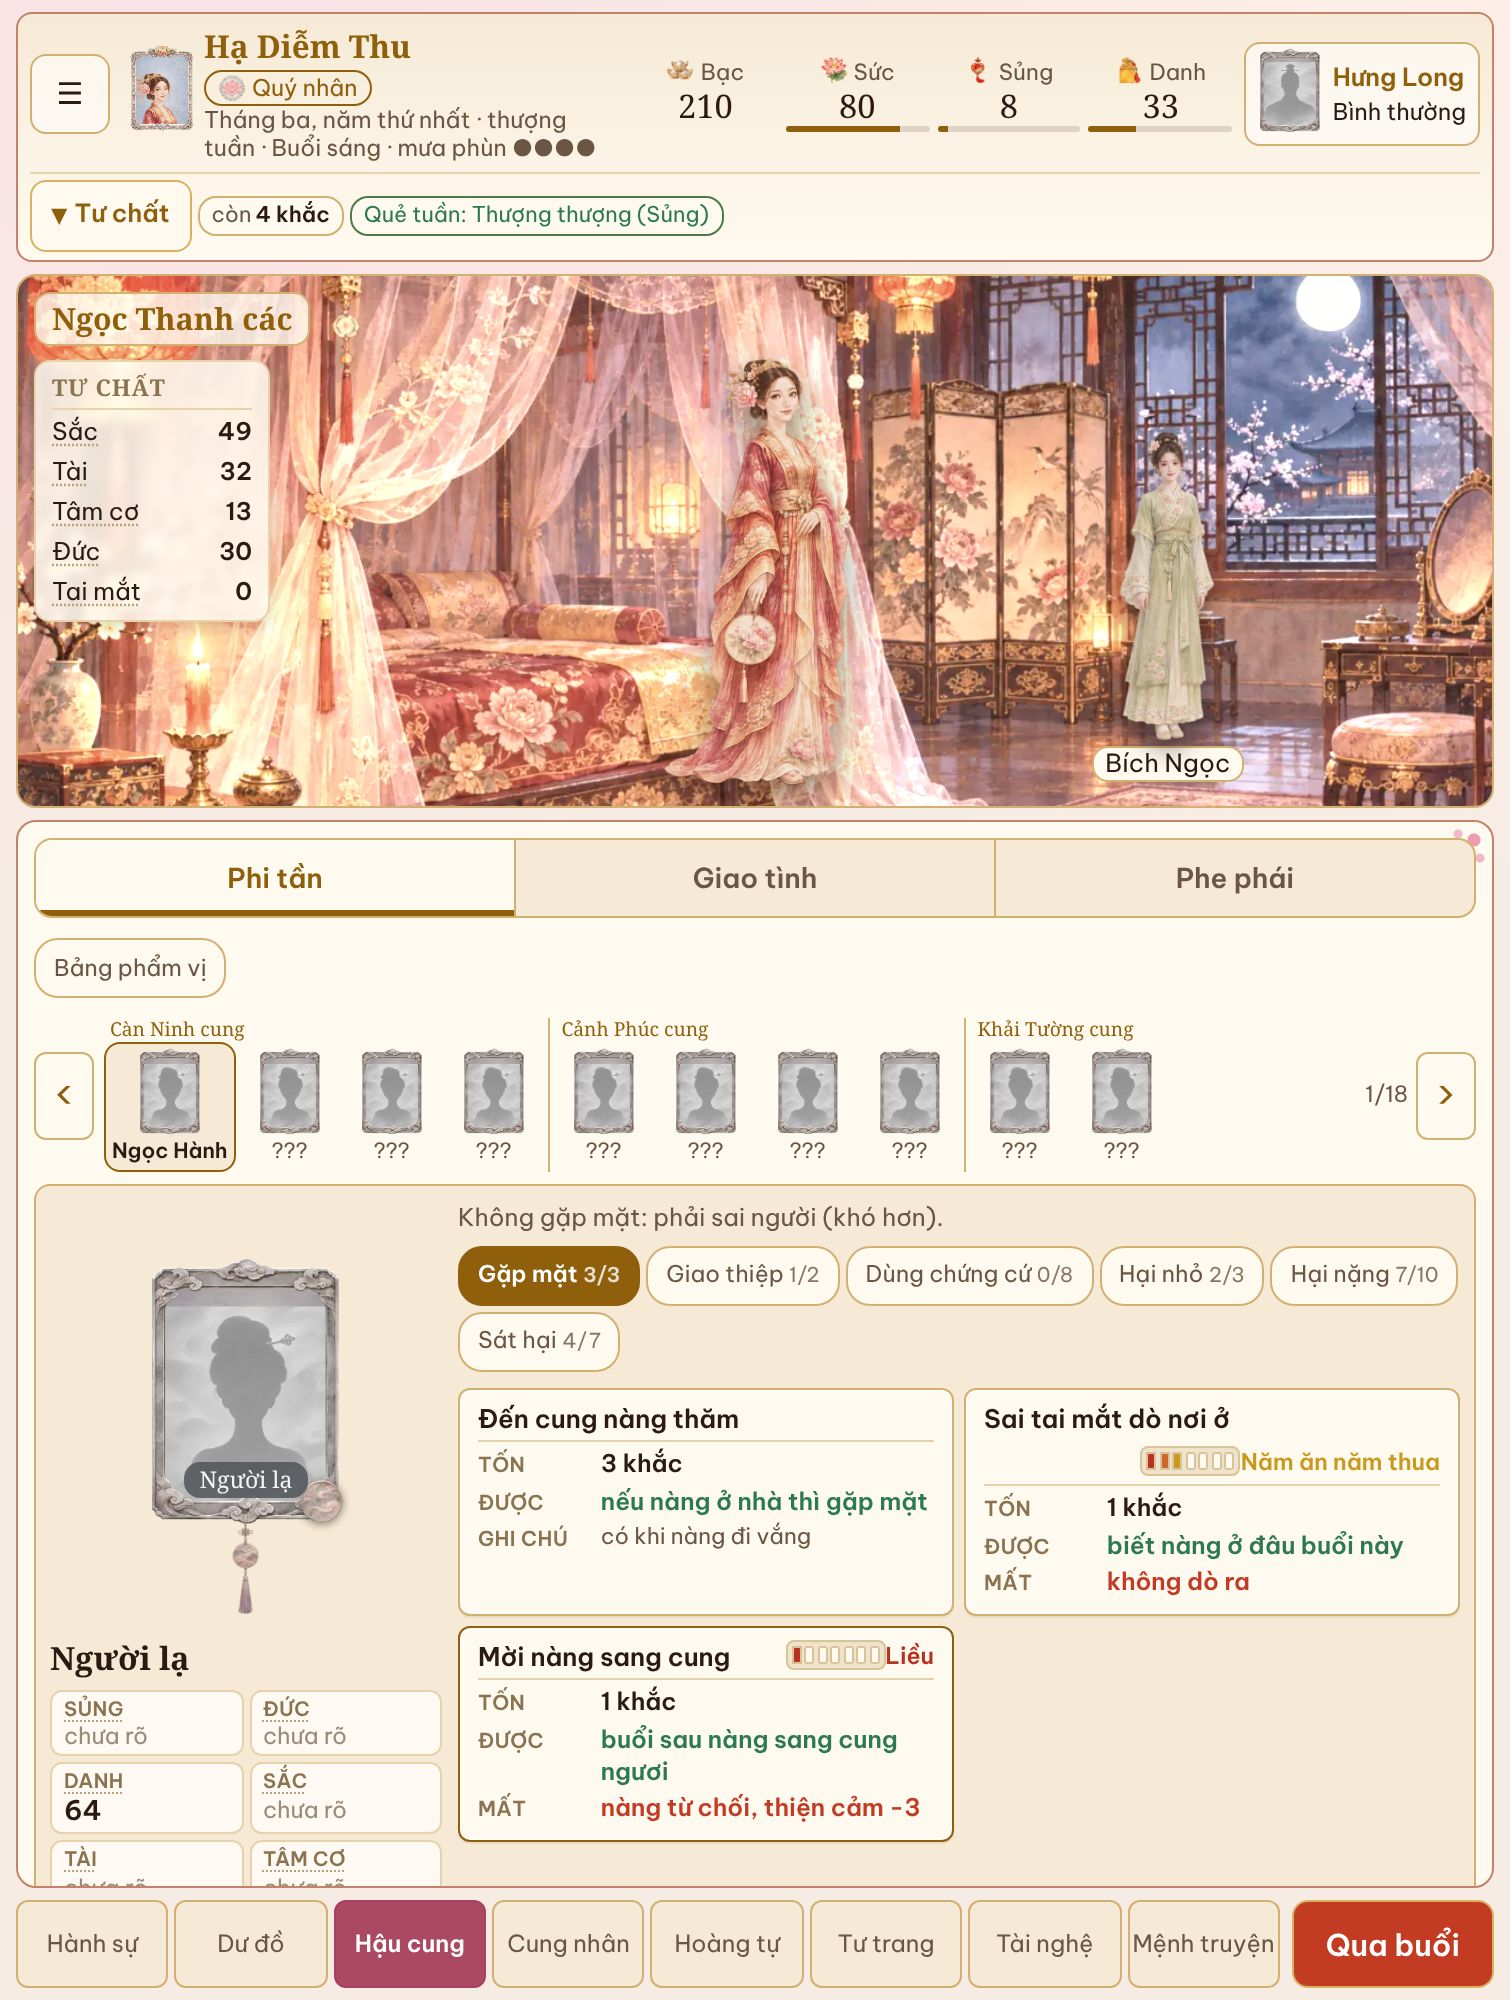 ☰
Hạ Diễm Thu
Quý nhân
Tháng ba, năm thứ nhất · thượng
tuần · Buổi sáng · mưa phùn
Bạc
210
Sức
80
Sủng
8
Danh
33
Hưng Long
Bình thường
▼ Tư chất
còn 4 khắc
Quẻ tuần: Thượng thượng (Sủng)
Ngọc Thanh các
TƯ CHẤT
Sắc 49
Tài 32
Tâm cơ 13
Đức 30
Tai mắt 0
Bích Ngọc
Phi tần
Giao tình
Phe phái
Bảng phẩm vị
Càn Ninh cung
Cảnh Phúc cung
Khải Tường cung
‹
Ngọc Hành
???
???
???
???
???
???
???
???
???
1/18
›
Người lạ
Người lạ
SỦNG
chưa rõ
ĐỨC
chưa rõ
DANH
64
SẮC
chưa rõ
TÀI
chưa rõ
TÂM CƠ
chưa rõ
Không gặp mặt: phải sai người (khó hơn).
Gặp mặt 3/3
Giao thiệp 1/2
Dùng chứng cứ 0/8
Hại nhỏ 2/3
Hại nặng 7/10
Sát hại 4/7
Đến cung nàng thăm
TỐN 3 khắc
ĐƯỢC nếu nàng ở nhà thì gặp mặt
GHI CHÚ có khi nàng đi vắng
Sai tai mắt dò nơi ở
Năm ăn năm thua
TỐN 1 khắc
ĐƯỢC biết nàng ở đâu buổi này
MẤT không dò ra
Mời nàng sang cung
Liều
TỐN 1 khắc
ĐƯỢC buổi sau nàng sang cung
ngươi
MẤT nàng từ chối, thiện cảm -3
Hành sự
Dư đồ
Hậu cung
Cung nhân
Hoàng tự
Tư trang
Tài nghệ
Mệnh truyện
Qua buổi